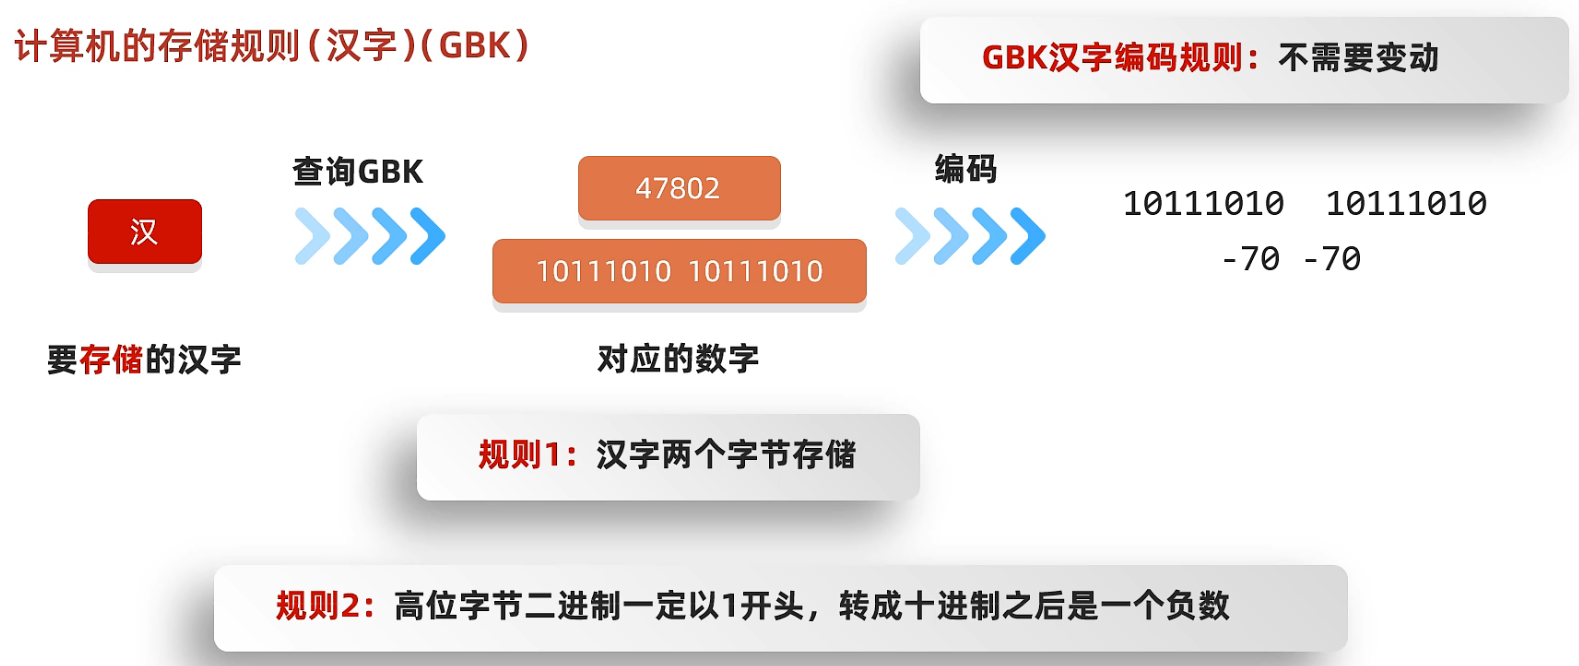 计算机的存储规则（汉字）（GBK）
GBK汉字编码规则：不需要变动
查询GBK
编码
汉
47802
10111010 10111010
10111010 10111010
-70 -70
要存储的汉字
对应的数字
规则1：汉字两个字节存储
规则2：高位字节二进制一定以1开头，转成十进制之后是一个负数